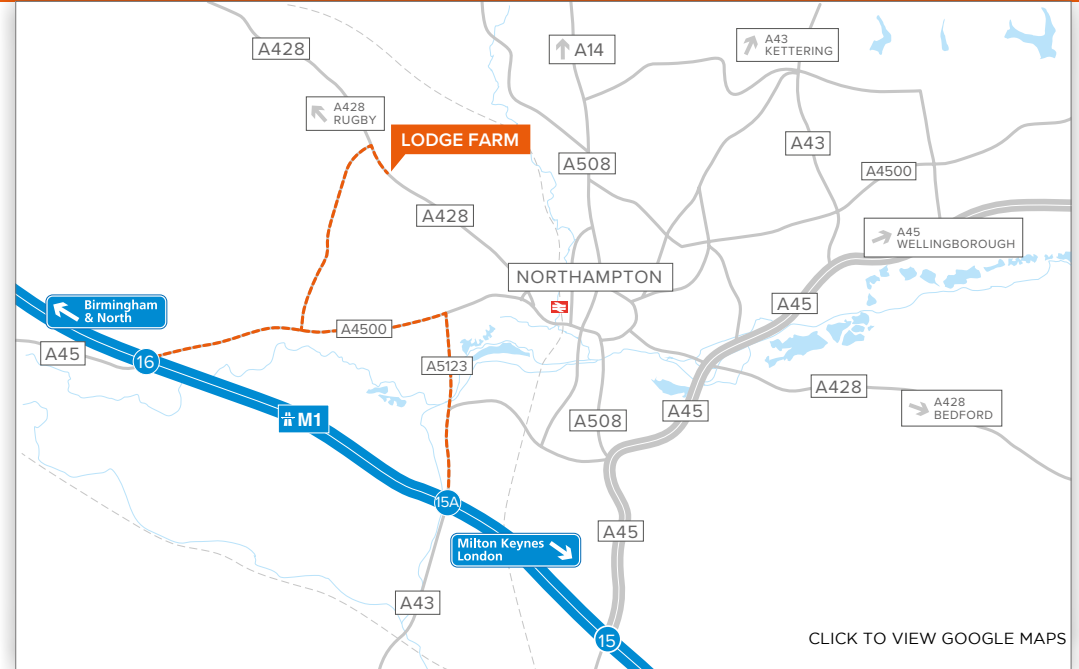 A428
A14
A43
KETTERING
A428
RUGBY
LODGE FARM
A43
A508
A4500
A428
A45
WELLINGBOROUGH
NORTHAMPTON
A45
Birmingham
& North
A4500
A45
16
A5123
A428
A45
A428
BEDFORD
M1
A508
15A
A45
Milton Keynes
London
A43
15
CLICK TO VIEW GOOGLE MAPS